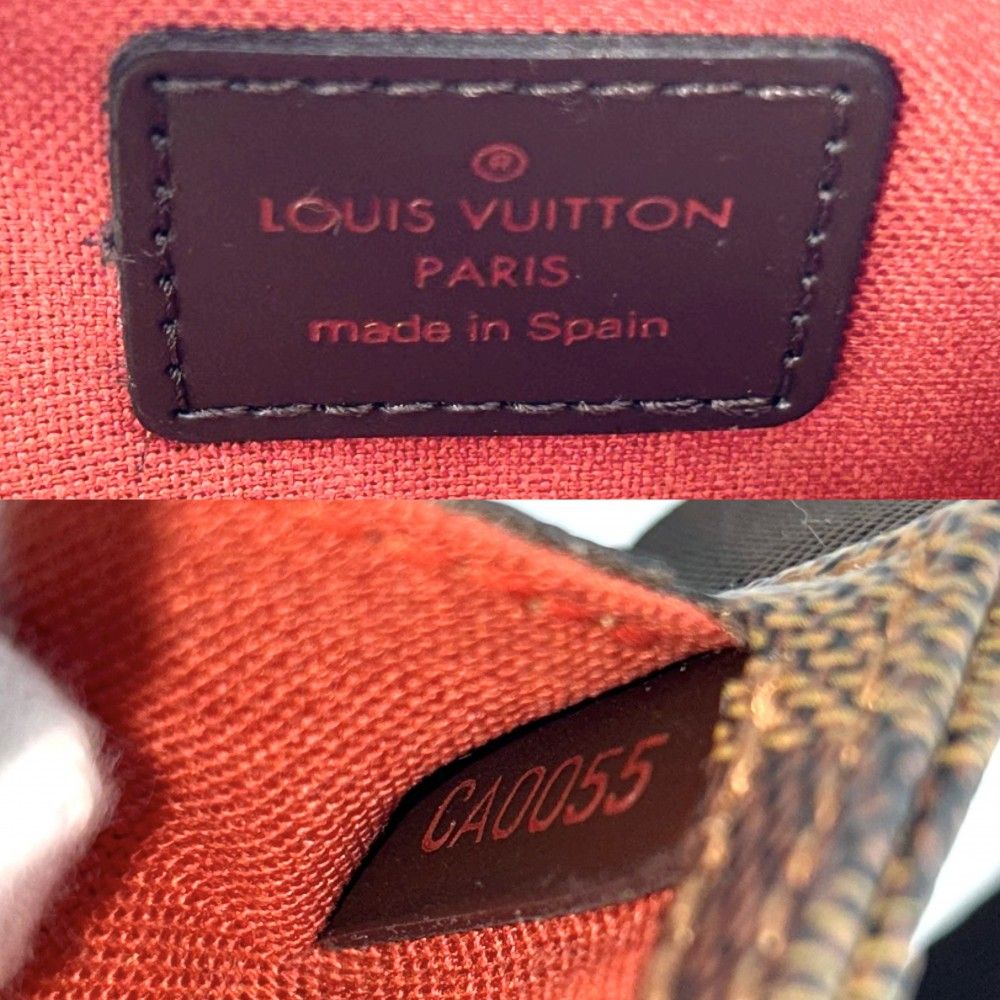 ®
LOUIS VUITTON
PARIS
made in Spain
CA0055